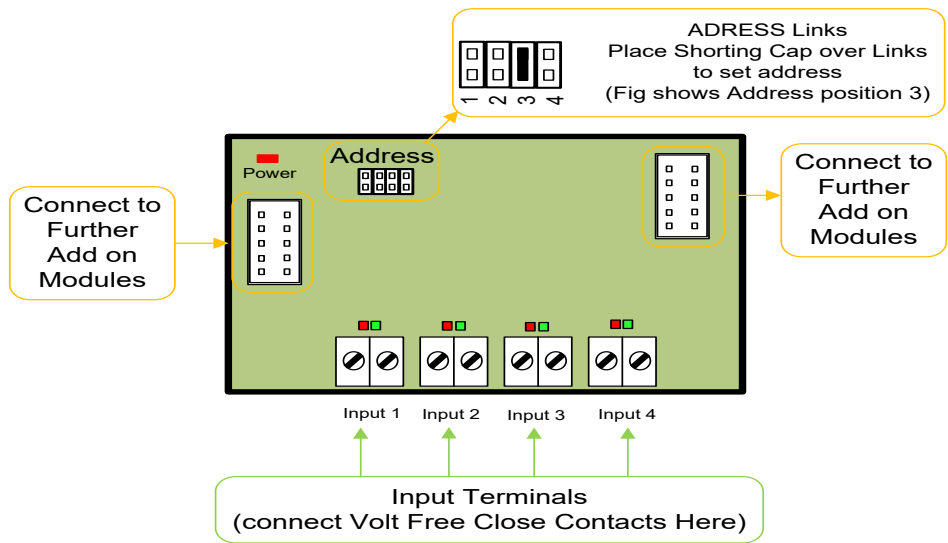 ADRESS Links
Place Shorting Cap over Links
to set address
(Fig shows Address position 3)
1
2
3
4
Address
Power
Connect to
Further
Add on
Modules
Connect to
Further
Add on
Modules
Input 1
Input 2
Input 3
Input 4
Input Terminals
(connect Volt Free Close Contacts Here)